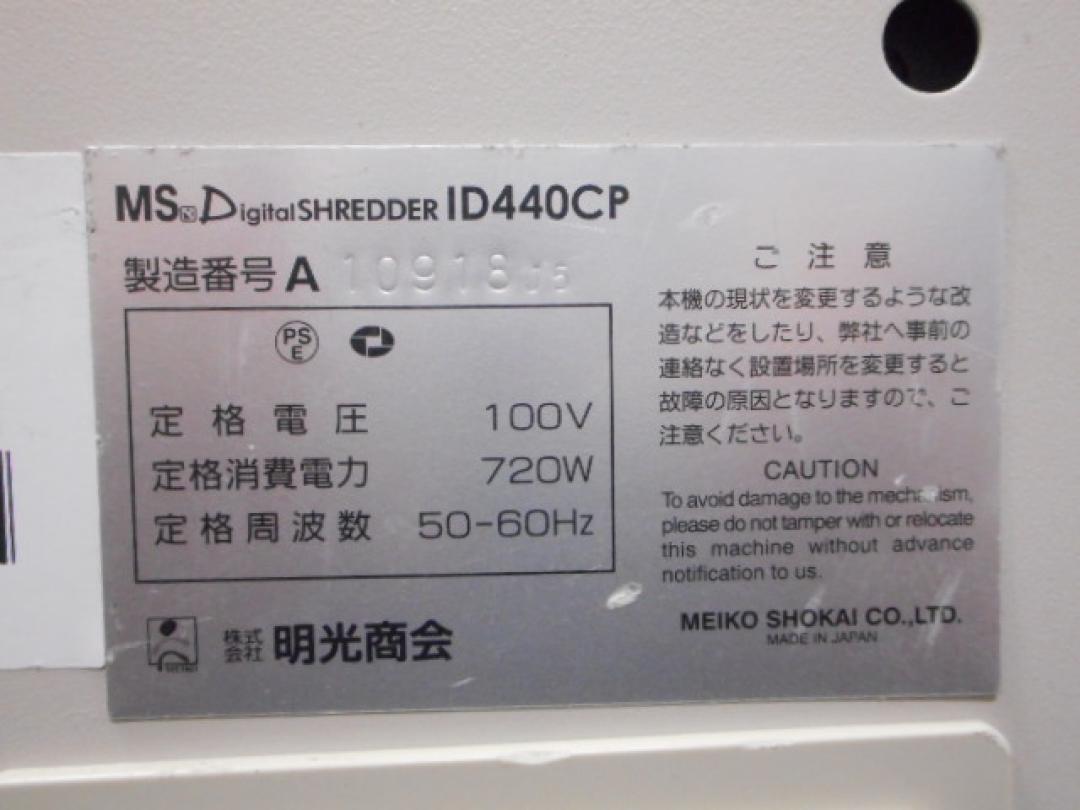 MS DigitalSHREDDER ID440CP
製造番号 A 1091815
PS
E
定格電圧 100V
定格消費電力 720W
定格周波数 50-60Hz
株式
会社 明光商会
ご注意
本機の現状を変更するような改
造などをしたり、弊社へ事前の
連絡なく設置場所を変更すると
故障の原因となりますので、ご
注意ください。
CAUTION
To avoid damage to the mechanism,
please do not tamper with or relocate
this machine without advance
notification to us.
MEIKO SHOKAI CO.,LTD.
MADE IN JAPAN